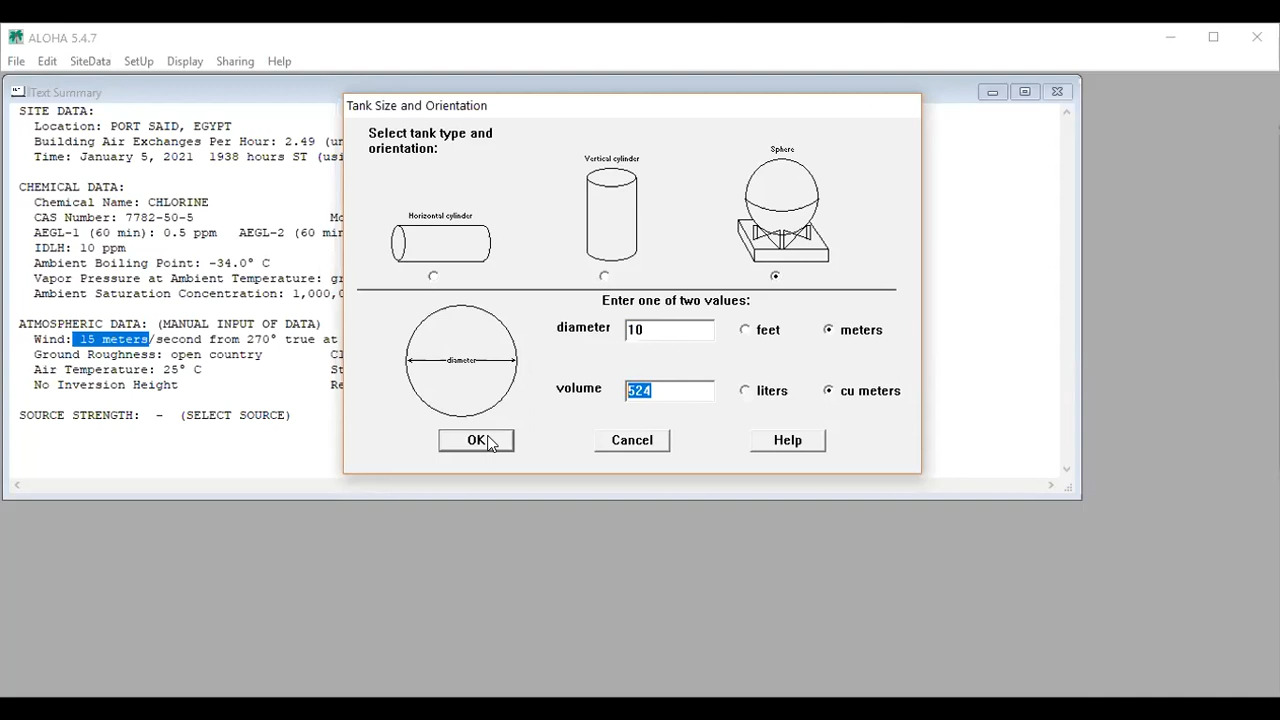 ALOHA 5.4.7
File Edit SiteData SetUp Display Sharing Help
Text Summary
SITE DATA:
Location: PORT SAID, EGYPT
Building Air Exchanges Per Hour: 2.49 (un
Time: January 5, 2021 1938 hours ST (usi
CHEMICAL DATA:
Chemical Name: CHLORINE
CAS Number: 7782-50-5 Mo
AEGL-1 (60 min): 0.5 ppm AEGL-2 (60 min
IDLH: 10 ppm
Ambient Boiling Point: -34.0° C
Vapor Pressure at Ambient Temperature: gr
Ambient Saturation Concentration: 1,000,0
ATMOSPHERIC DATA: (MANUAL INPUT OF DATA)
Wind: 15 meters/second from 270° true at
Ground Roughness: open country Cl
Air Temperature: 25° C St
No Inversion Height Re
SOURCE STRENGTH: - (SELECT SOURCE)
Tank Size and Orientation
Select tank type and
orientation:
Horizontal cylinder
Vertical cylinder
Sphere
Enter one of two values:
diameter
diameter 10 feet meters
volume 524 liters cu meters
OK Cancel Help